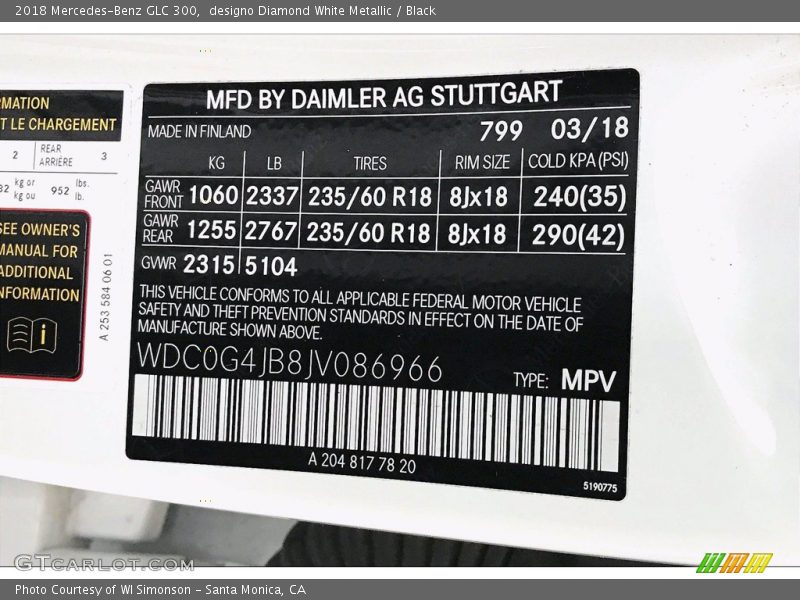 2018 Mercedes-Benz GLC 300,  designo Diamond White Metallic / Black
MATION
T LE CHARGEMENT
2 REAR ARRIÈRE 3
kg or kg ou 952 lbs. lb.
SEE OWNER'S
MANUAL FOR
ADDITIONAL
NFORMATION
A 253 584 06 01
MFD BY DAIMLER AG STUTTGART
MADE IN FINLAND 799 03/18
KG LB TIRES RIM SIZE COLD KPA (PSI)
GAWR FRONT 1060 2337 235/60 R18 8Jx18 240(35)
GAWR REAR 1255 2767 235/60 R18 8Jx18 290(42)
GWR 2315 5104
THIS VEHICLE CONFORMS TO ALL APPLICABLE FEDERAL MOTOR VEHICLE
SAFETY AND THEFT PREVENTION STANDARDS IN EFFECT ON THE DATE OF
MANUFACTURE SHOWN ABOVE.
WDC0G4JB8JV086966
TYPE: MPV
A 204 817 78 20
5190775
GTcarlot.com
Photo Courtesy of WI Simonson - Santa Monica, CA